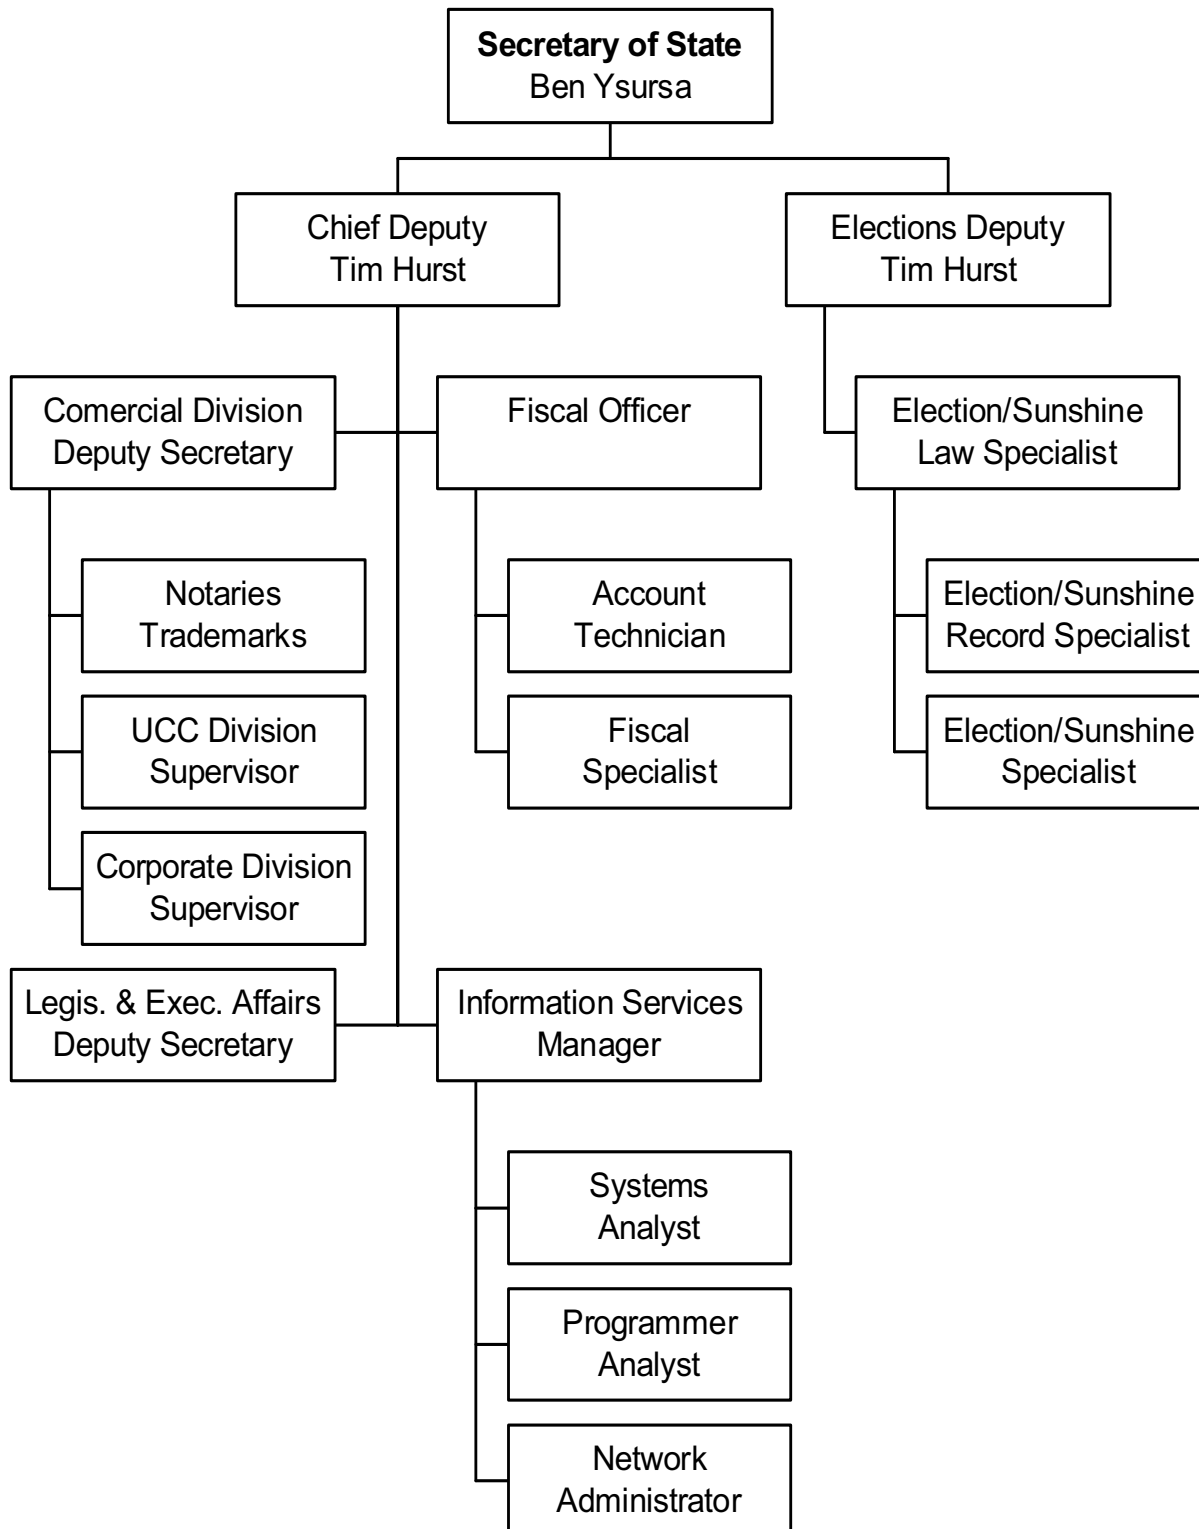 Secretary of State
Ben Ysursa
Chief Deputy
Tim Hurst
Elections Deputy
Tim Hurst
Comercial Division
Deputy Secretary
Fiscal Officer
Election/Sunshine
Law Specialist
Notaries
Trademarks
Account
Technician
Election/Sunshine
Record Specialist
UCC Division
Supervisor
Fiscal
Specialist
Election/Sunshine
Specialist
Corporate Division
Supervisor
Legis. & Exec. Affairs
Deputy Secretary
Information Services
Manager
Systems
Analyst
Programmer
Analyst
Network
Administrator